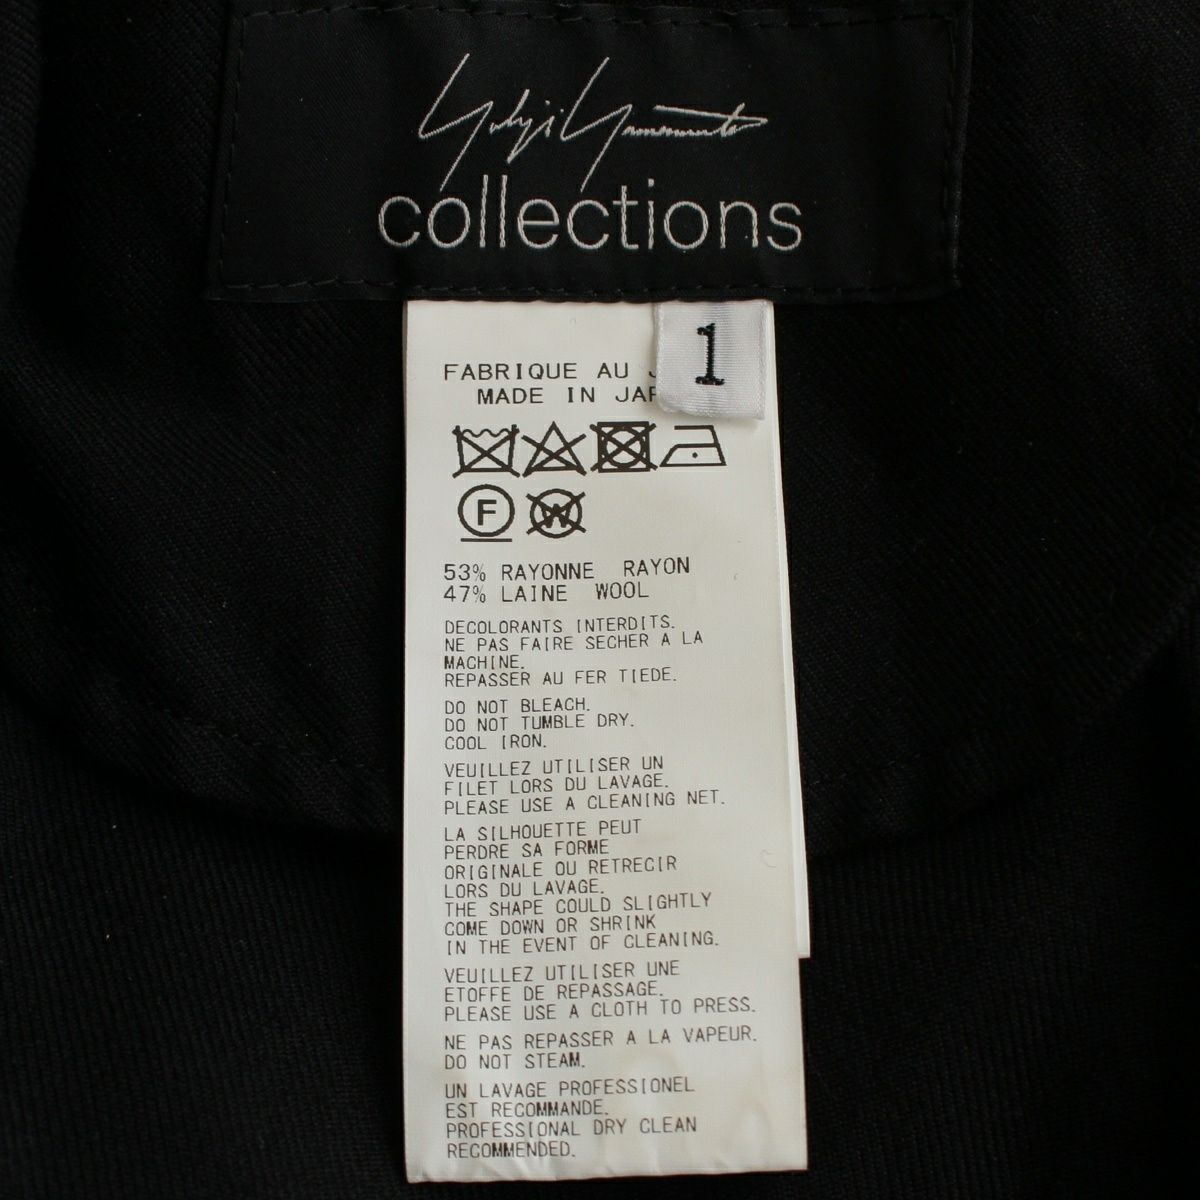 Yohji Yamamoto
collections
1
FABRIQUE AU
MADE IN
F
W
53% RAYONNE RAYON
47% LAINE WOOL
DECOLORANTS INTERDITS.
NE PAS FAIRE SECHER A LA
MACHINE.
REPASSER AU FER TIEDE.
DO NOT BLEACH.
DO NOT TUMBLE DRY.
COOL IRON.
VEUILLEZ UTILISER UN
FILET LORS DU LAVAGE.
PLEASE USE A CLEANING NET.
LA SILHOUETTE PEUT
PERDRE SA FORME
ORIGINALE OU RETRECIR
LORS DU LAVAGE.
THE SHAPE COULD SLIGHTLY
COME DOWN OR SHRINK
IN THE EVENT OF CLEANING.
VEUILLEZ UTILISER UNE
ETOFFE DE REPASSAGE.
PLEASE USE A CLOTH TO PRESS.
NE PAS REPASSER A LA VAPEUR.
DO NOT STEAM.
UN LAVAGE PROFESSIONEL
EST RECOMMANDE.
PROFESSIONAL DRY CLEAN
RECOMMENDED.